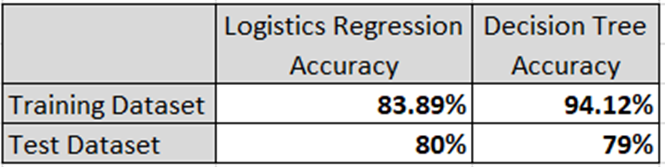 Logistics Regression Accuracy Decision Tree Accuracy
Training Dataset 83.89% 94.12%
Test Dataset 80% 79%